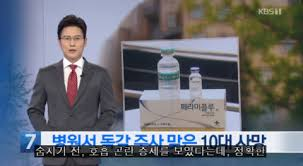 KBS
페라미플루
7 병원서 독감 주사 맞은 10대 사망
숨지기 전, 호흡 곤란 증세를 보였다는데, 정확한